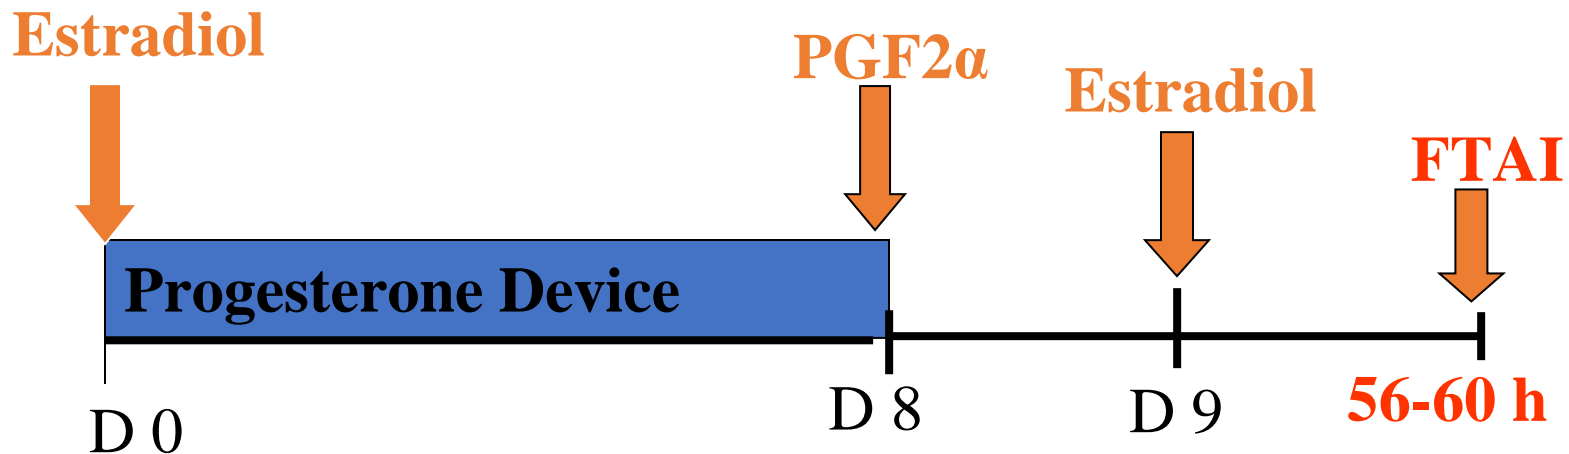 Estradiol
PGF2α
Estradiol
FTAI
Progesterone Device
D 0
D 8
D 9
56-60 h